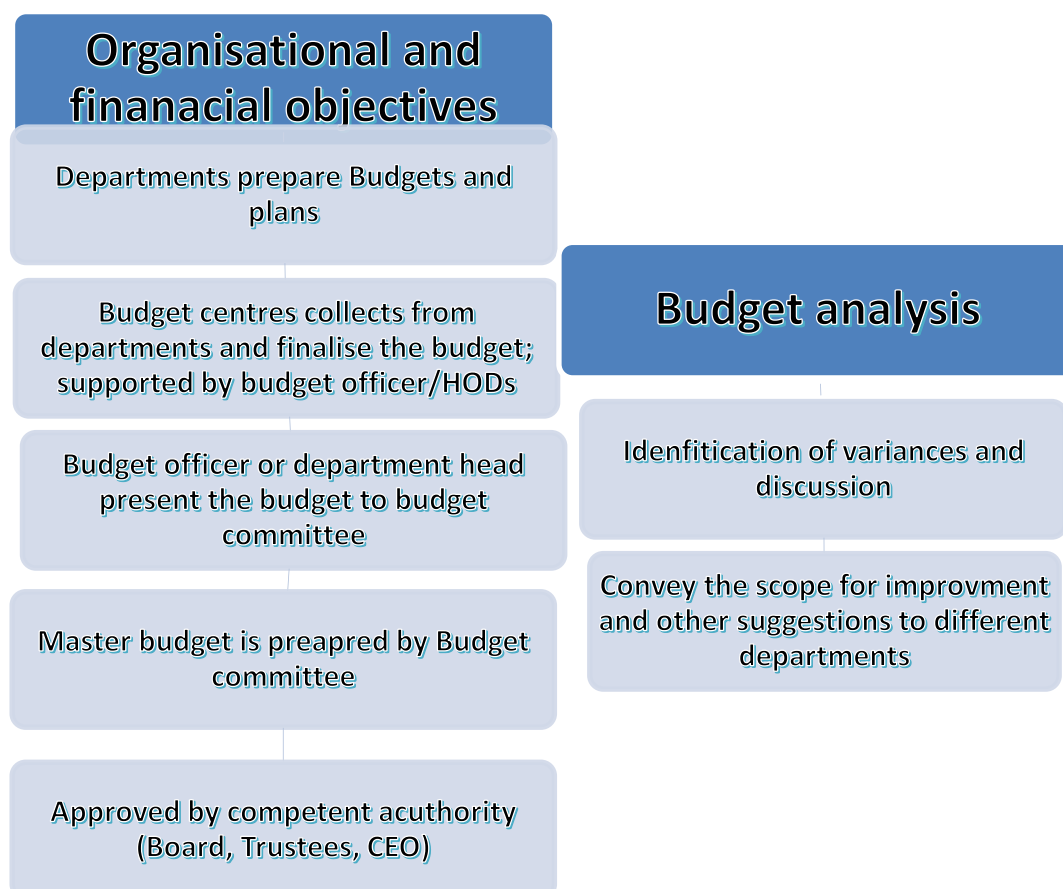 Organisational and
finanacial objectives
Departments prepare Budgets and
plans
Budget centres collects from
departments and finalise the budget;
supported by budget officer/HODs
Budget officer or department head
present the budget to budget
committee
Master budget is preapred by Budget
committee
Approved by competent acuthority
(Board, Trustees, CEO)
Budget analysis
Idenfitication of variances and
discussion
Convey the scope for improvment
and other suggestions to different
departments